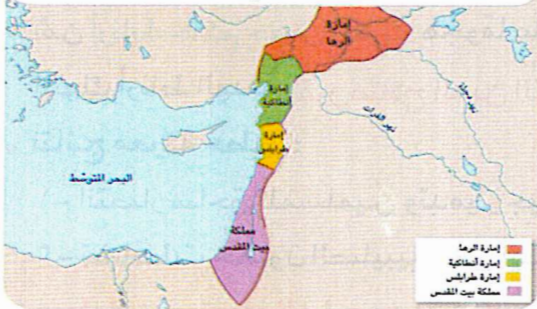 إمارة
الرها
إمارة
أنطاكية
إمارة
طرابلس
نهر دجلة
نهر الفرات
البحر المتوسط
مملكة
بيت المقدس
إمارة الرها
إمارة أنطاكية
إمارة طرابلس
مملكة بيت المقدس